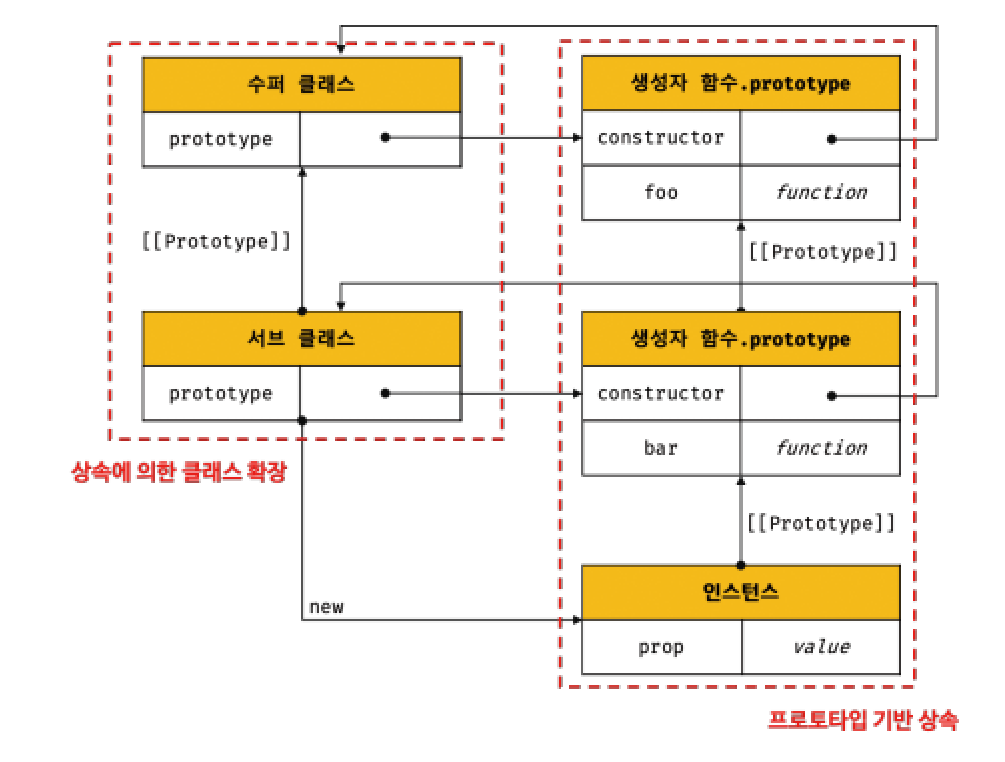 수퍼 클래스
prototype
생성자 함수.prototype
constructor
foo function
[[Prototype]]
[[Prototype]]
서브 클래스
prototype
생성자 함수.prototype
constructor
bar function
상속에 의한 클래스 확장
[[Prototype]]
new
인스턴스
prop value
프로토타입 기반 상속